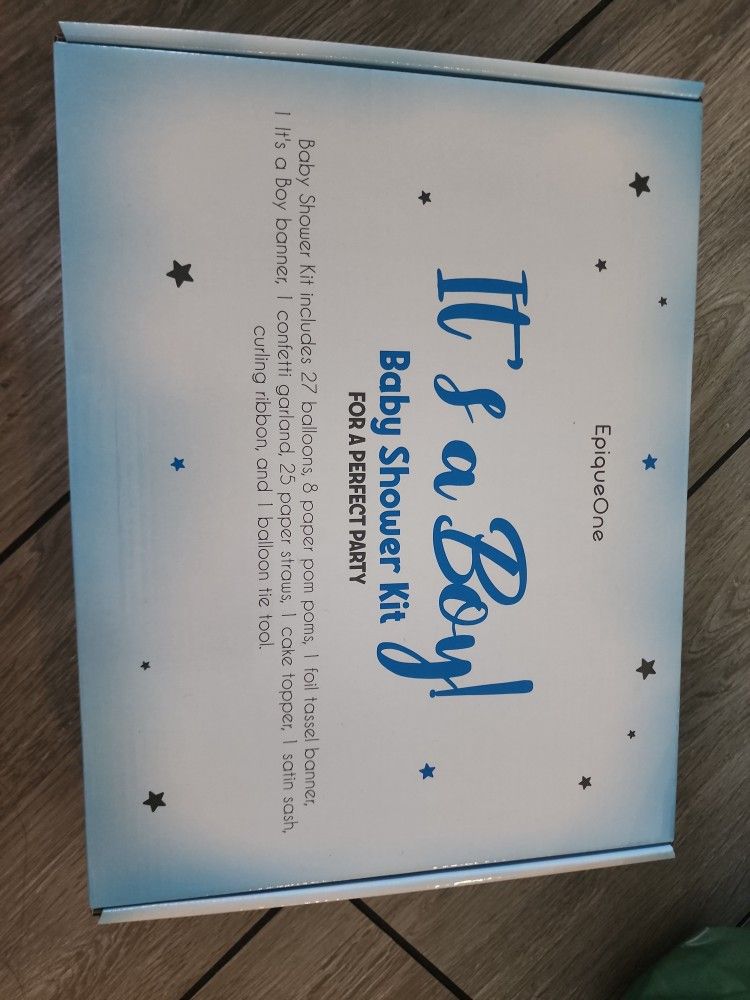 EpiqueOne
It's a Boy!
Baby Shower Kit
FOR A PERFECT PARTY
Baby Shower Kit includes 27 balloons, 8 paper pom poms, 1 foil tassel banner,
1 It's a Boy banner, 1 confetti garland, 25 paper straws, 1 cake topper, 1 satin sash,
curling ribbon, and 1 balloon tie tool.